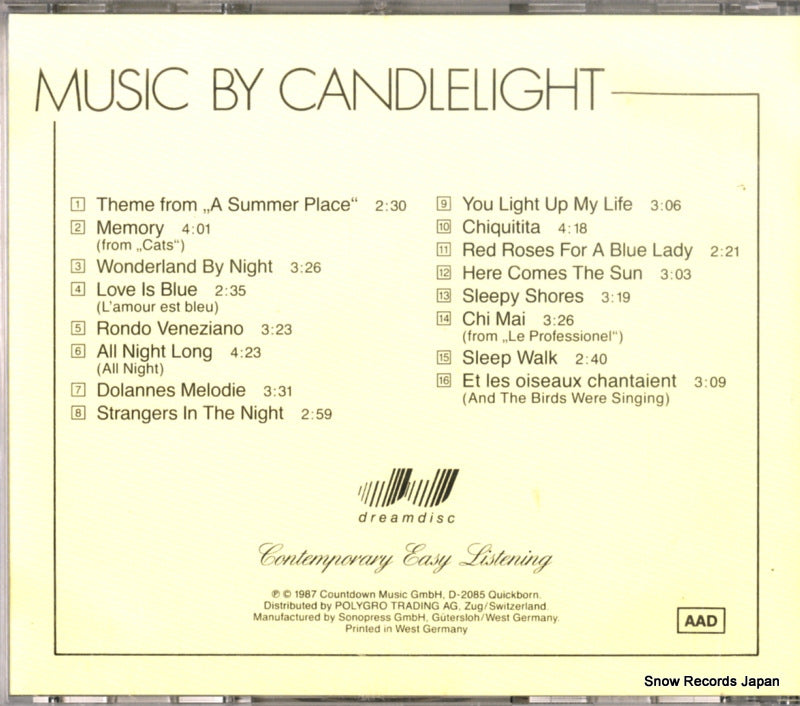 MUSIC BY CANDLELIGHT
1 Theme from „A Summer Place“ 2:30
2 Memory 4:01
(from „Cats“)
3 Wonderland By Night 3:26
4 Love Is Blue 2:35
(L'amour est bleu)
5 Rondo Veneziano 3:23
6 All Night Long 4:23
(All Night)
7 Dolannes Melodie 3:31
8 Strangers In The Night 2:59
9 You Light Up My Life 3:06
10 Chiquitita 4:18
11 Red Roses For A Blue Lady 2:21
12 Here Comes The Sun 3:03
13 Sleepy Shores 3:19
14 Chi Mai 3:26
(from „Le Professionel“)
15 Sleep Walk 2:40
16 Et les oiseaux chantaient 3:09
(And The Birds Were Singing)
dreamdisc
Contemporary Easy Listening
℗ © 1987 Countdown Music GmbH, D-2085 Quickborn.
Distributed by POLYGRO TRADING AG, Zug/Switzerland.
Manufactured by Sonopress GmbH, Gütersloh/West Germany.
Printed in West Germany
AAD
Snow Records Japan